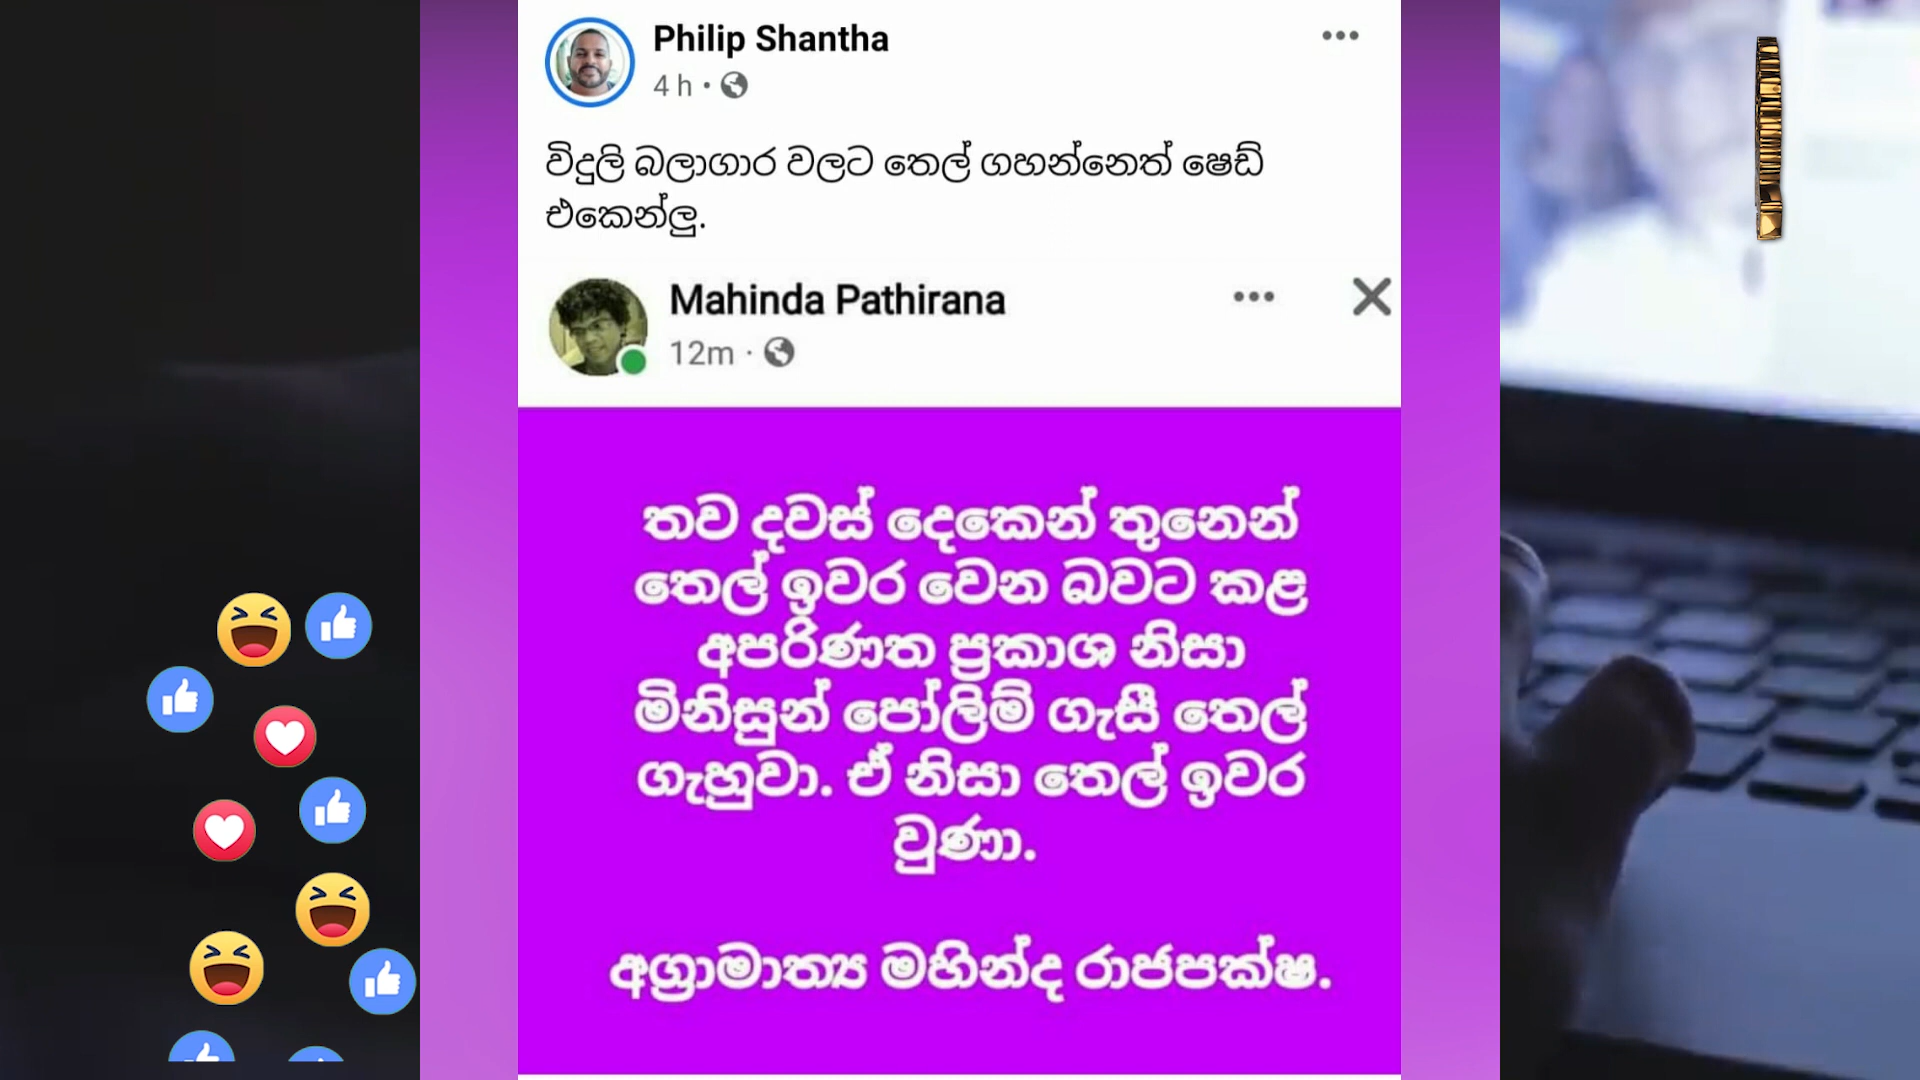 Philip Shantha
4 h ·
විදුලි බලාගාර වලට තෙල් ගහන්නෙත් ෂෙඩ්
එකෙන්ලු.
Mahinda Pathirana
12m ·
තව දවස් දෙකෙන් තුනෙන්
තෙල් ඉවර වෙන බවට කළ
අපරිණත ප්‍රකාශ නිසා
මිනිසුන් පෝලිම් ගැසී තෙල්
ගැහුවා. ඒ නිසා තෙල් ඉවර
වුණා.
අග්‍රාමාත්‍ය මහින්ද රාජපක්ෂ.